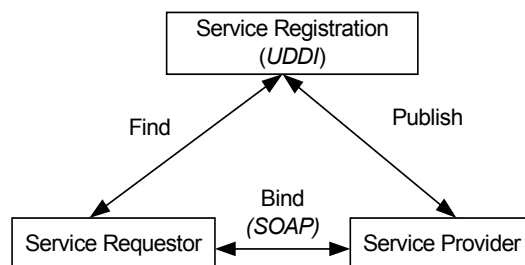 Service Registration
(UDDI)
Find
Publish
Bind
(SOAP)
Service Requestor
Service Provider